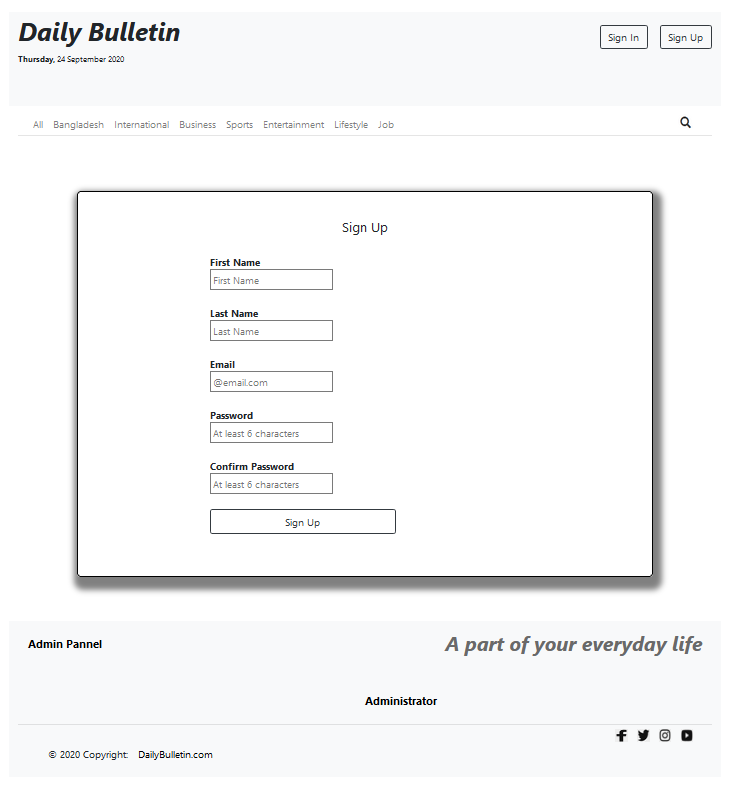 Daily Bulletin
Sign In Sign Up
Thursday, 24 September 2020
All Bangladesh International Business Sports Entertainment Lifestyle Job
Sign Up
First Name
First Name
Last Name
Last Name
Email
@email.com
Password
At least 6 characters
Confirm Password
At least 6 characters
Sign Up
Admin Pannel
A part of your everyday life
Administrator
© 2020 Copyright: DailyBulletin.com